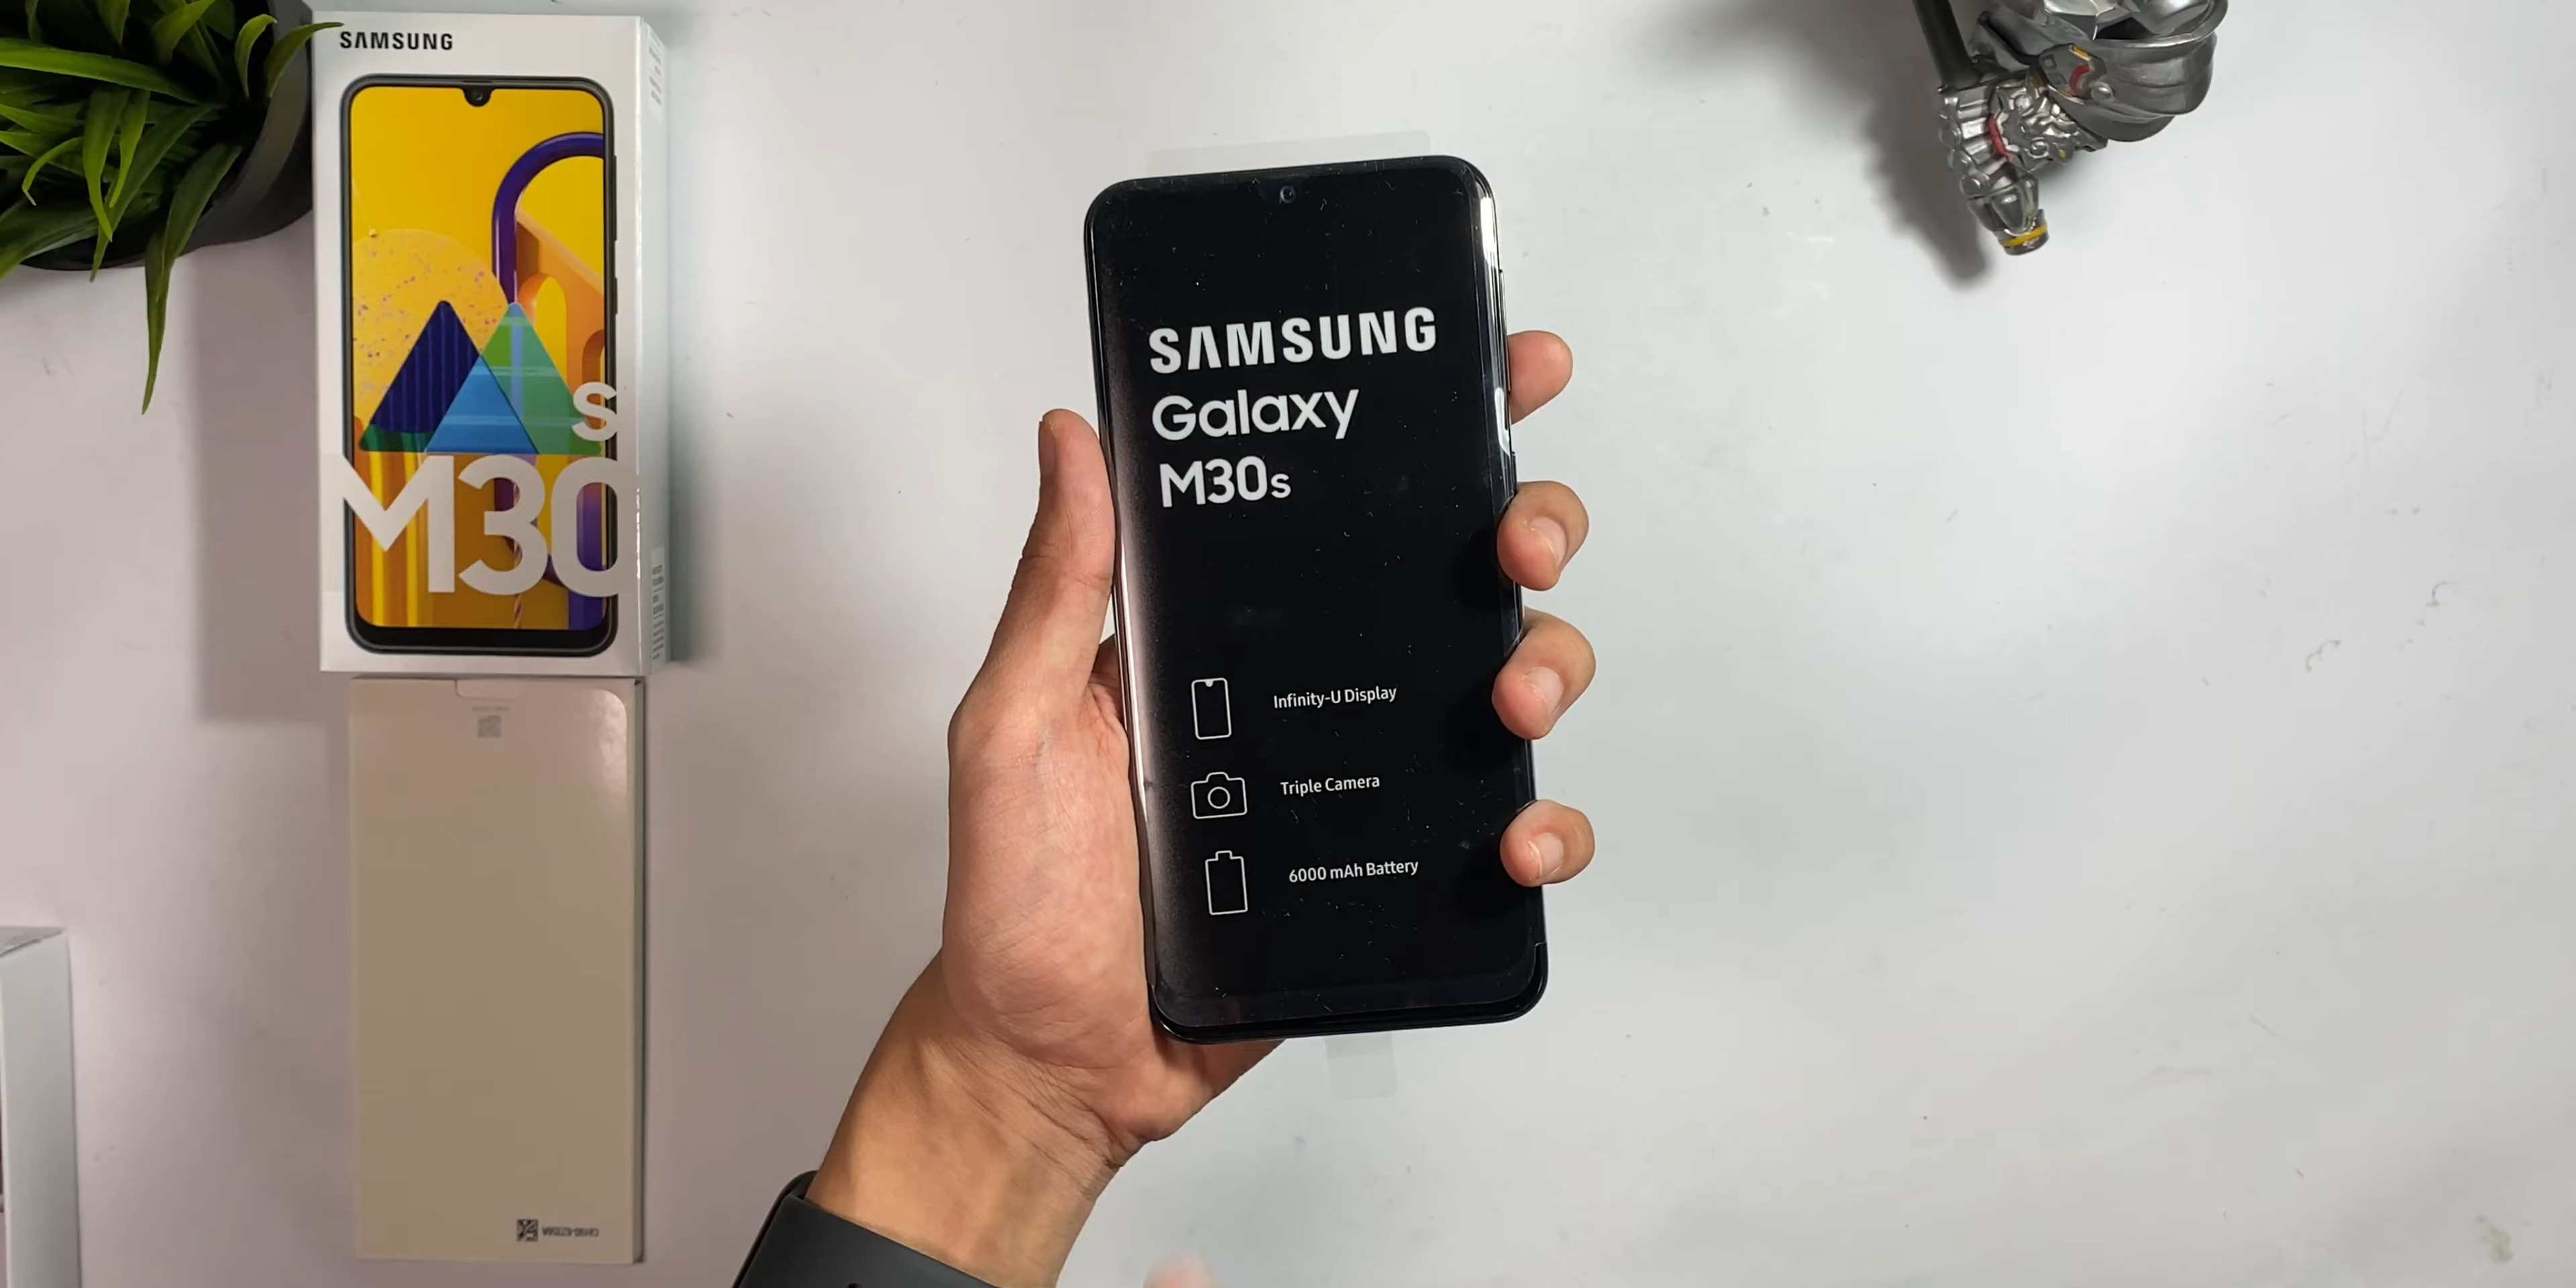 SAMSUNG
s
M30
SAMSUNG
Galaxy
M30s
Infinity-U Display
Triple Camera
6000 mAh Battery